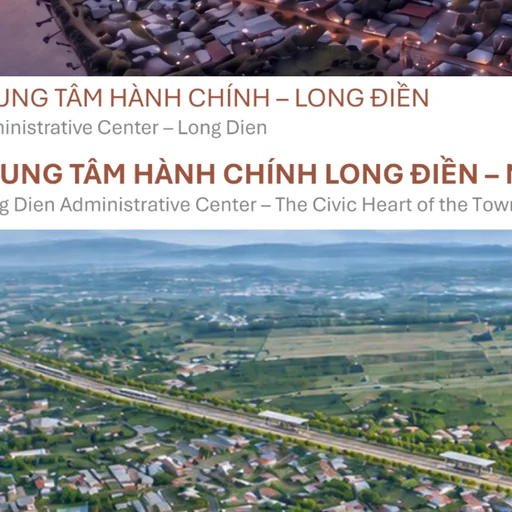 UNG TÂM HÀNH CHÍNH – LONG ĐIỀN
ministrative Center – Long Dien
UNG TÂM HÀNH CHÍNH LONG ĐIỀN – N
g Dien Administrative Center – The Civic Heart of the Town